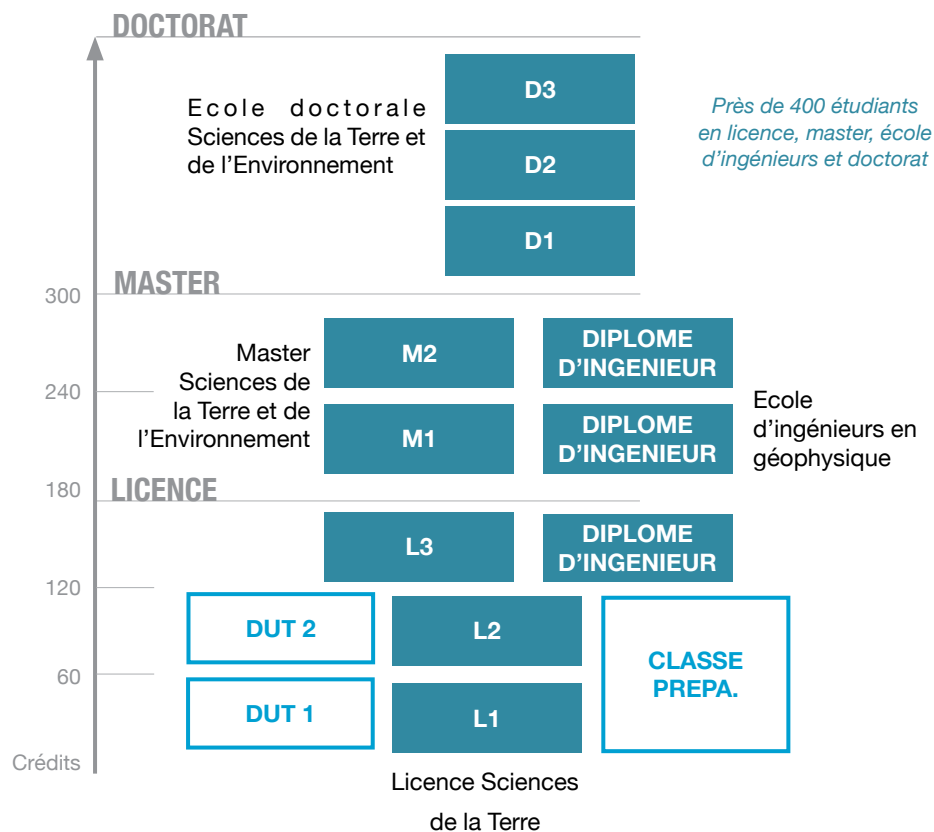 DOCTORAT
Ecole doctorale
Sciences de la Terre et
de l'Environnement
D3
D2
D1
Près de 400 étudiants
en licence, master, école
d'ingénieurs et doctorat
300
MASTER
Master
Sciences de
la Terre et de
l'Environnement
M2
DIPLOME
D'INGENIEUR
240
M1
DIPLOME
D'INGENIEUR
Ecole
d'ingénieurs en
géophysique
180
LICENCE
L3
DIPLOME
D'INGENIEUR
120
DUT 2
L2
CLASSE
PREPA.
60
DUT 1
L1
Crédits
Licence Sciences
de la Terre